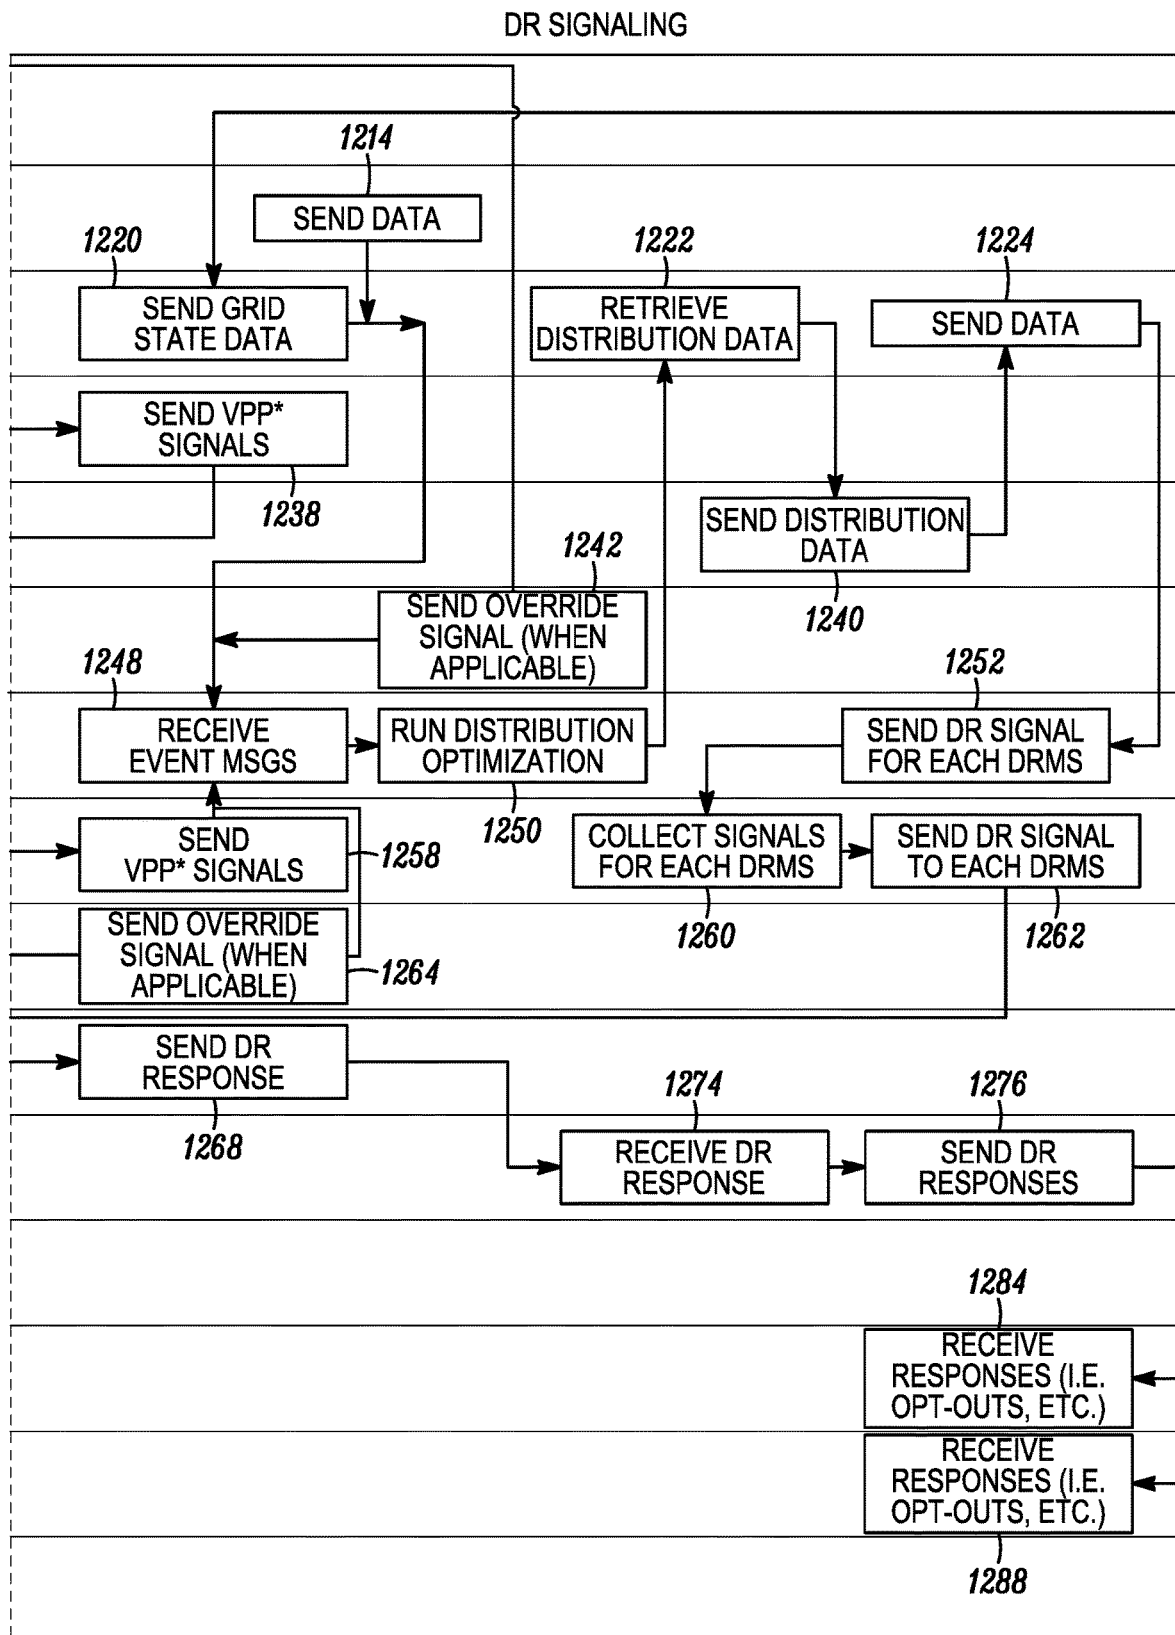 DR SIGNALING
1214
SEND DATA
1220
SEND GRID
STATE DATA
1222
RETRIEVE
DISTRIBUTION DATA
1224
SEND DATA
SEND VPP*
SIGNALS
1238
SEND DISTRIBUTION
DATA
1240
1242
SEND OVERRIDE
SIGNAL (WHEN
APPLICABLE)
1248
RECEIVE
EVENT MSGS
RUN DISTRIBUTION
OPTIMIZATION
1250
1252
SEND DR SIGNAL
FOR EACH DRMS
SEND
VPP* SIGNALS
1258
COLLECT SIGNALS
FOR EACH DRMS
1260
SEND DR SIGNAL
TO EACH DRMS
1262
SEND OVERRIDE
SIGNAL (WHEN
APPLICABLE)
1264
SEND DR
RESPONSE
1268
1274
RECEIVE DR
RESPONSE
1276
SEND DR
RESPONSES
1284
RECEIVE
RESPONSES (I.E.
OPT-OUTS, ETC.)
RECEIVE
RESPONSES (I.E.
OPT-OUTS, ETC.)
1288